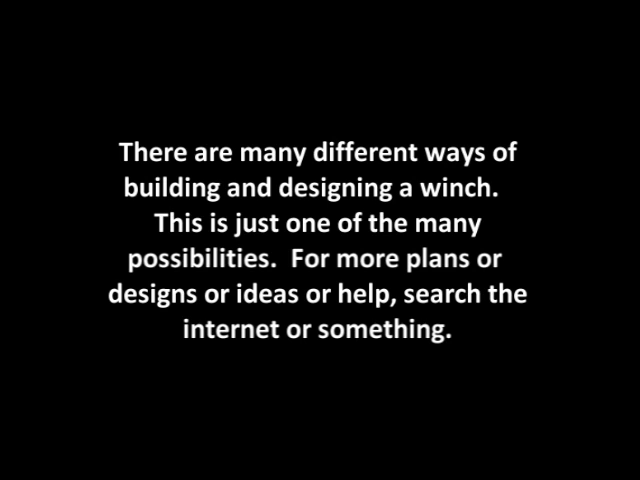 There are many different ways of
building and designing a winch.
This is just one of the many
possibilities.  For more plans or
designs or ideas or help, search the
internet or something.